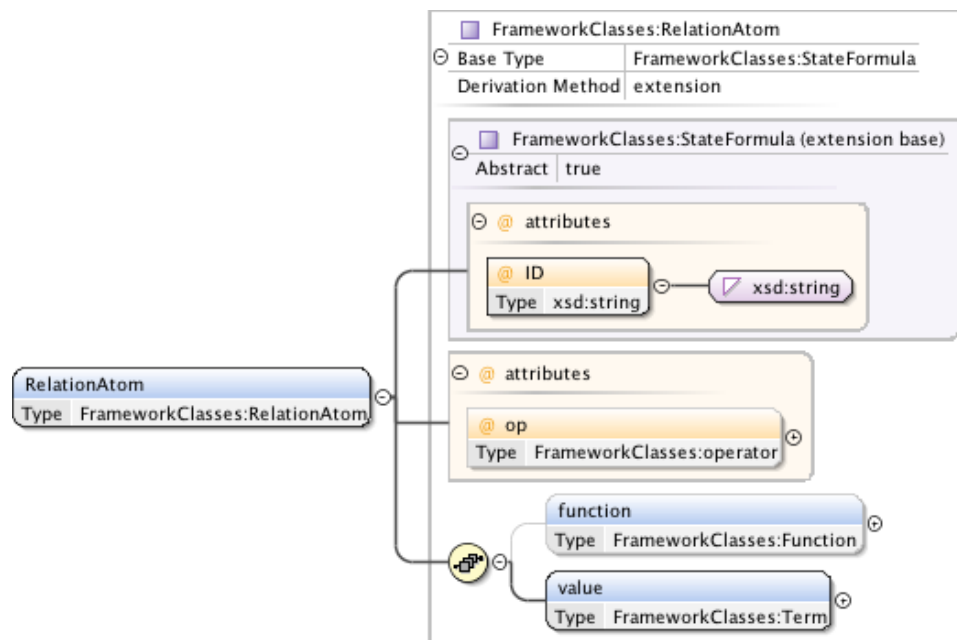 FrameworkClasses:RelationAtom
Base Type FrameworkClasses:StateFormula
Derivation Method extension
FrameworkClasses:StateFormula (extension base)
Abstract true
@ attributes
@ ID
Type xsd:string
xsd:string
RelationAtom
Type FrameworkClasses:RelationAtom
@ attributes
@ op
Type FrameworkClasses:operator
function
Type FrameworkClasses:Function
value
Type FrameworkClasses:Term